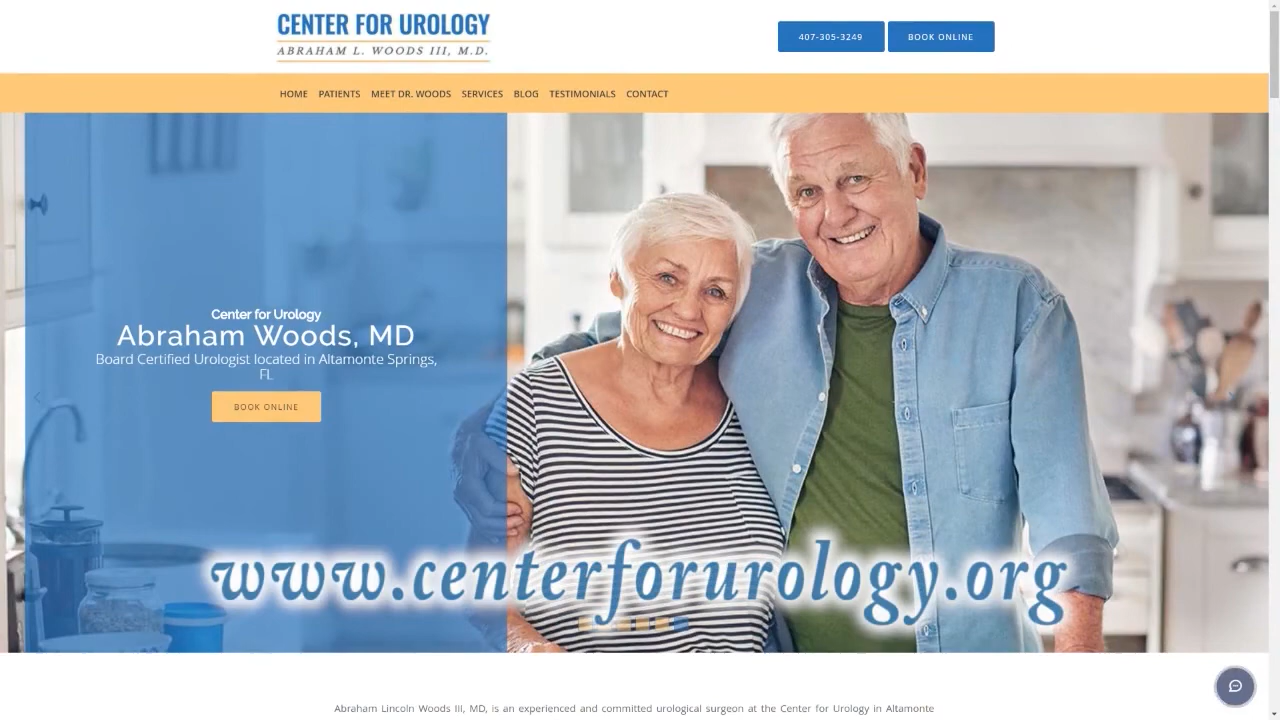 CENTER FOR UROLOGY
ABRAHAM L. WOODS III, M.D.
407-305-3249
BOOK ONLINE
HOME PATIENTS MEET DR. WOODS SERVICES BLOG TESTIMONIALS CONTACT
Center for Urology
Abraham Woods, MD
Board Certified Urologist located in Altamonte Springs,
FL
BOOK ONLINE
www.centerforurology.org
Abraham Lincoln Woods III, MD, is an experienced and committed urological surgeon at the Center for Urology in Altamonte